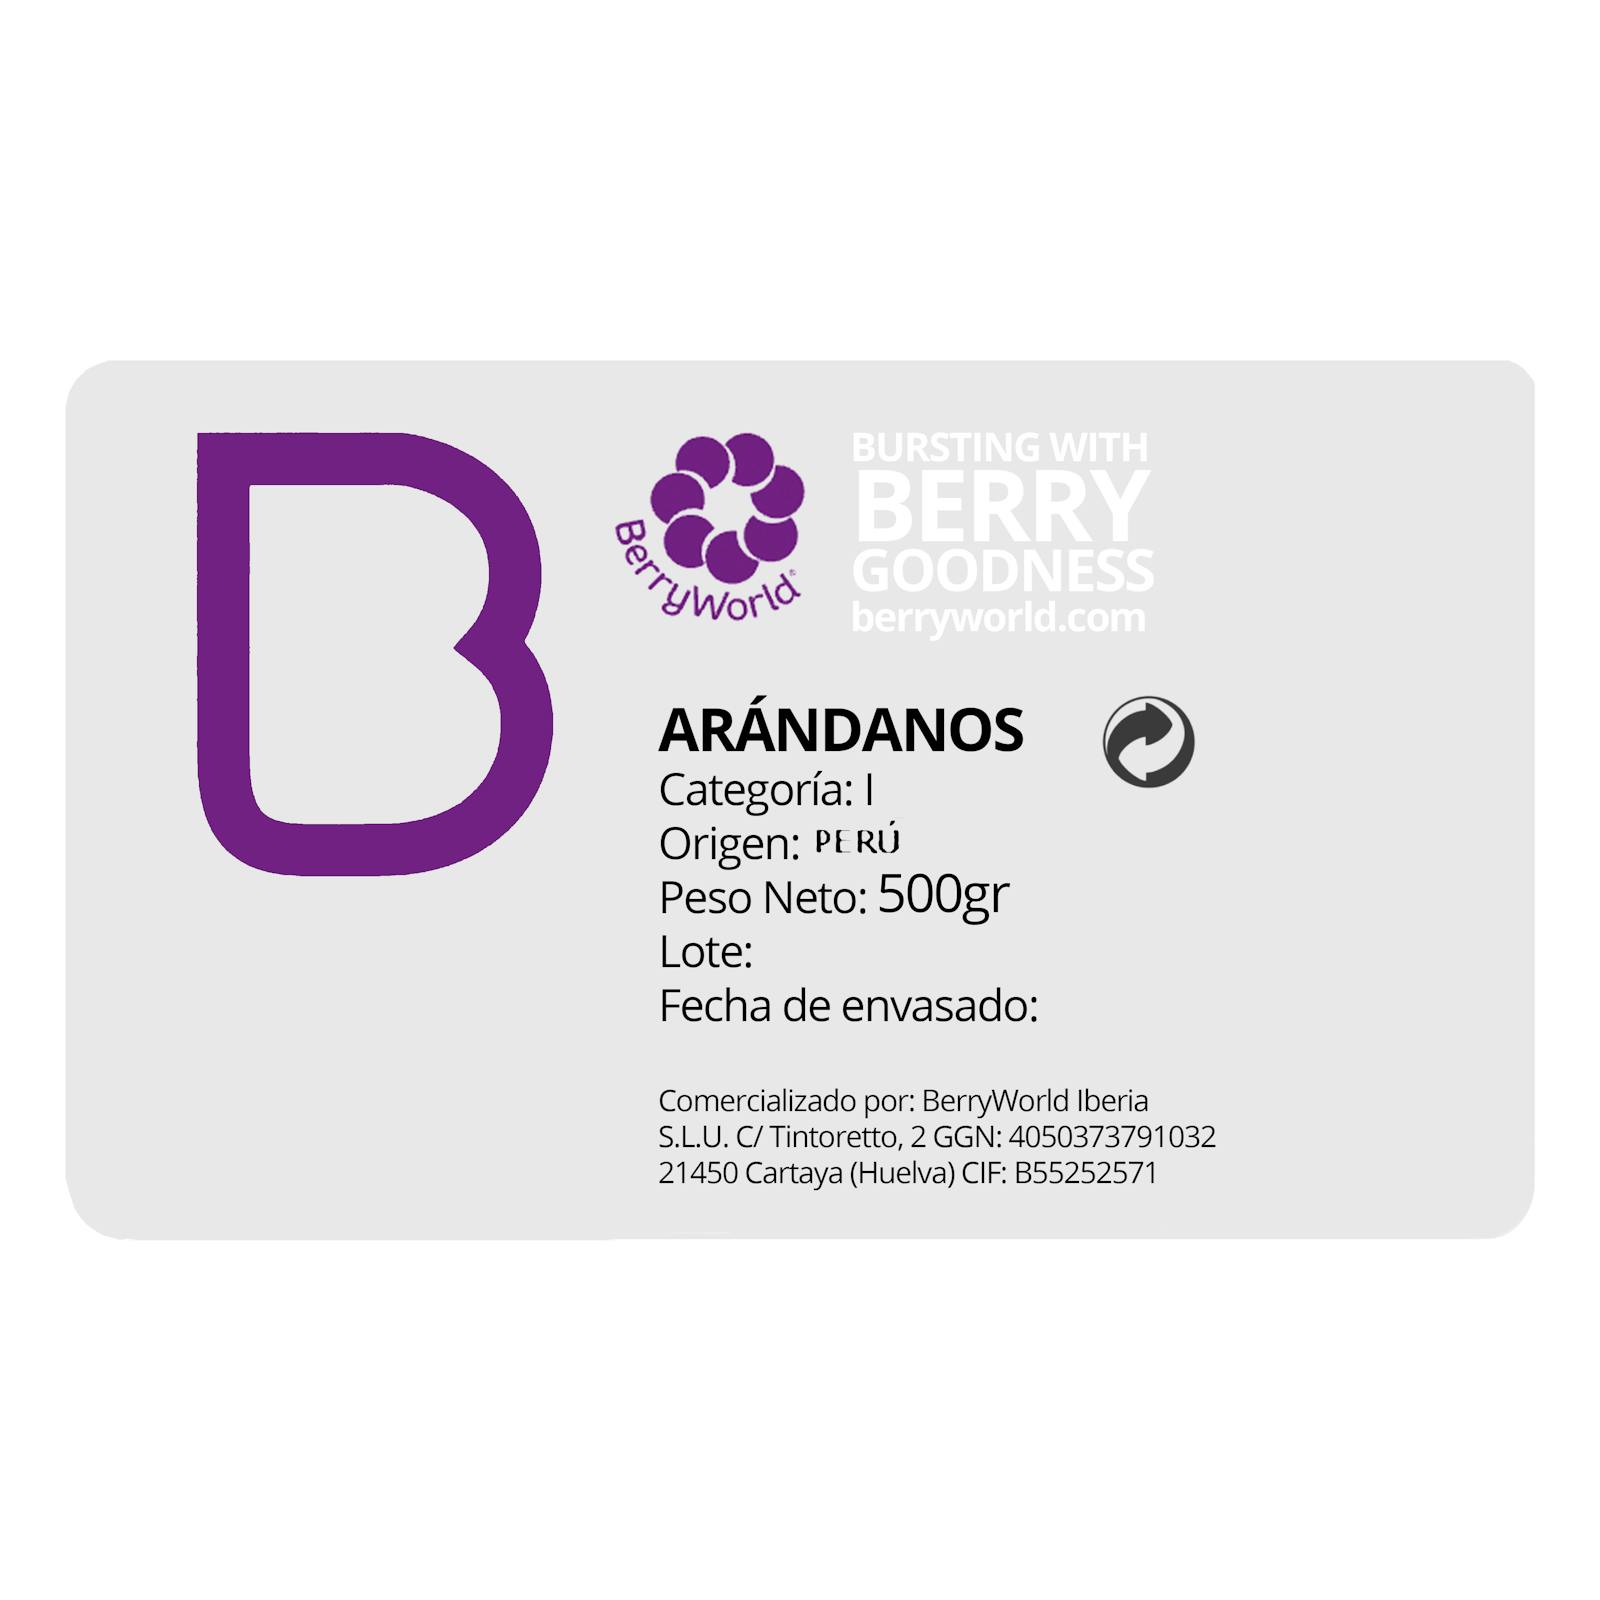 B
BerryWorld®
BURSTING WITH
BERRY
GOODNESS
berryworld.com
ARÁNDANOS
Categoría: I
Origen: PERÚ
Peso Neto: 500gr
Lote:
Fecha de envasado:
Comercializado por: BerryWorld Iberia
S.L.U. C/ Tintoretto, 2 GGN: 4050373791032
21450 Cartaya (Huelva) CIF: B55252571